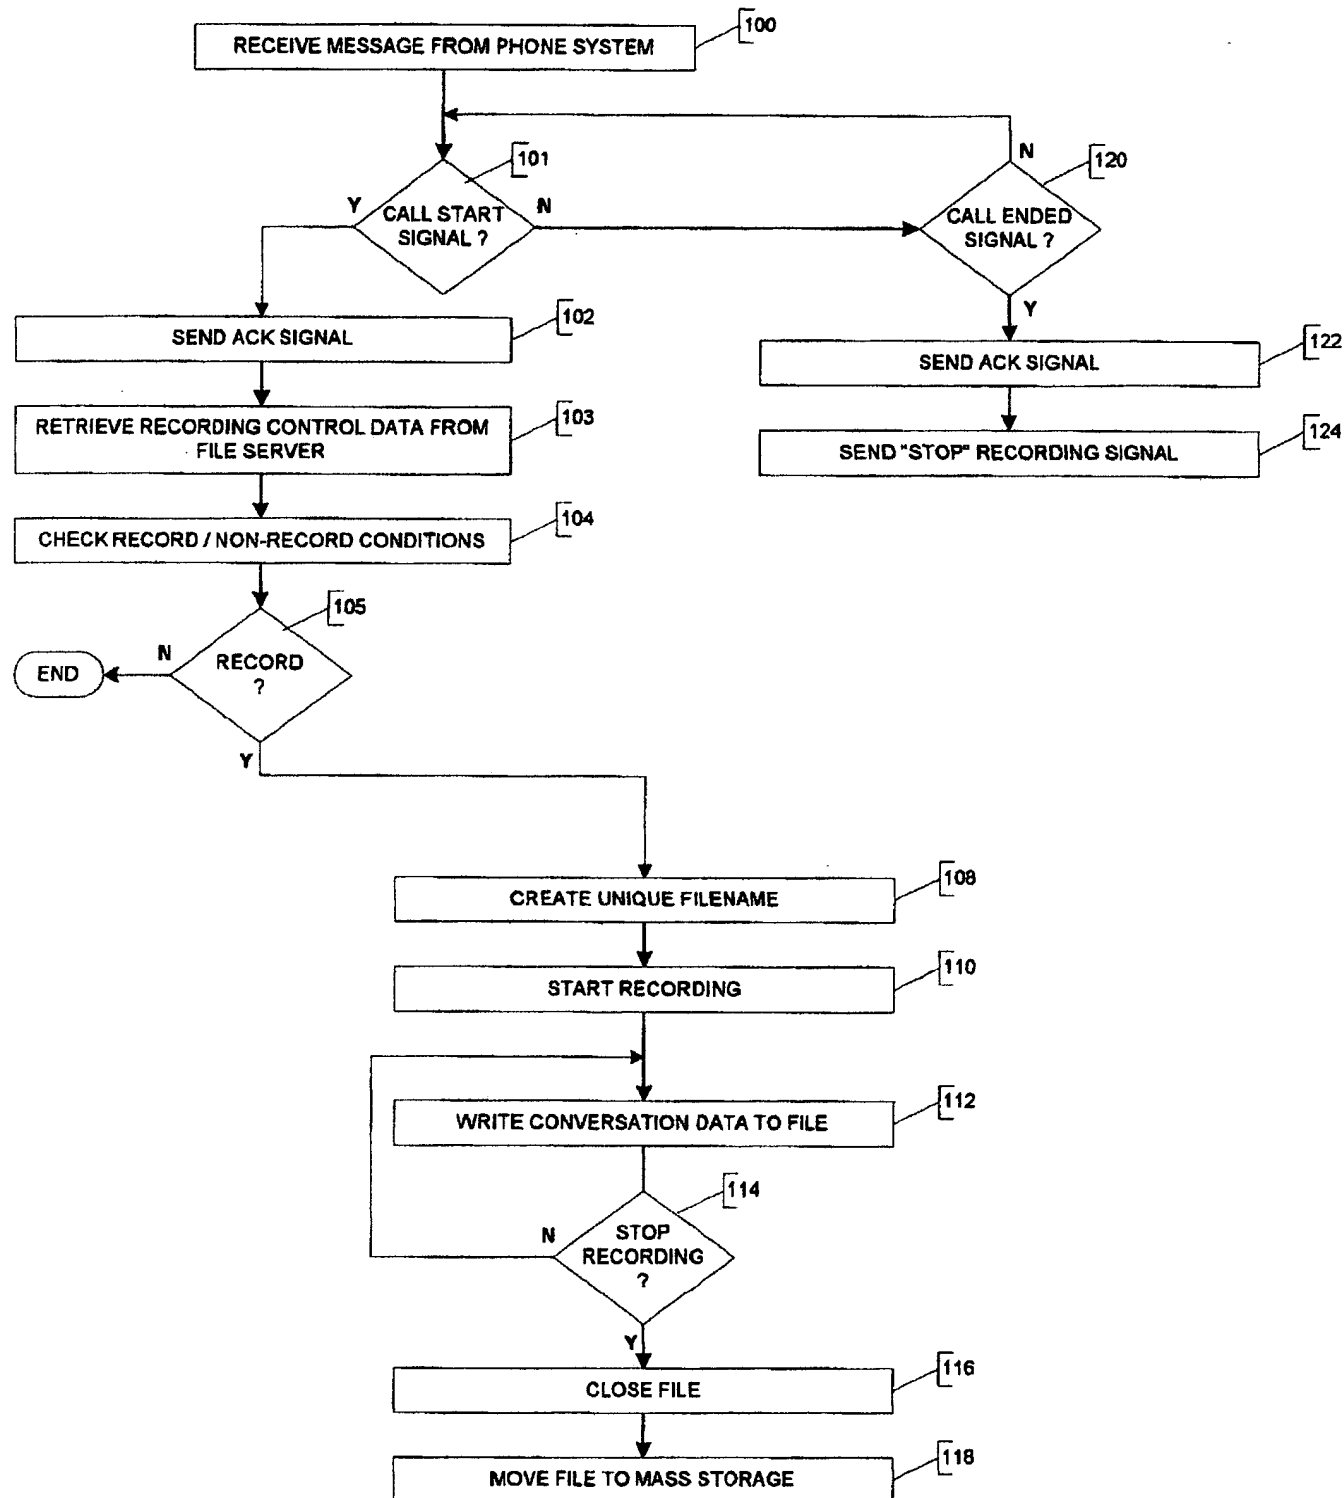 100
RECEIVE MESSAGE FROM PHONE SYSTEM
101
N
120
Y
CALL START
SIGNAL ?
N
CALL ENDED
SIGNAL ?
Y
102
SEND ACK SIGNAL
122
SEND ACK SIGNAL
103
RETRIEVE RECORDING CONTROL DATA FROM
FILE SERVER
124
SEND "STOP" RECORDING SIGNAL
104
CHECK RECORD / NON-RECORD CONDITIONS
105
N
END
RECORD
?
Y
108
CREATE UNIQUE FILENAME
110
START RECORDING
112
WRITE CONVERSATION DATA TO FILE
114
N
STOP
RECORDING
?
Y
116
CLOSE FILE
118
MOVE FILE TO MASS STORAGE